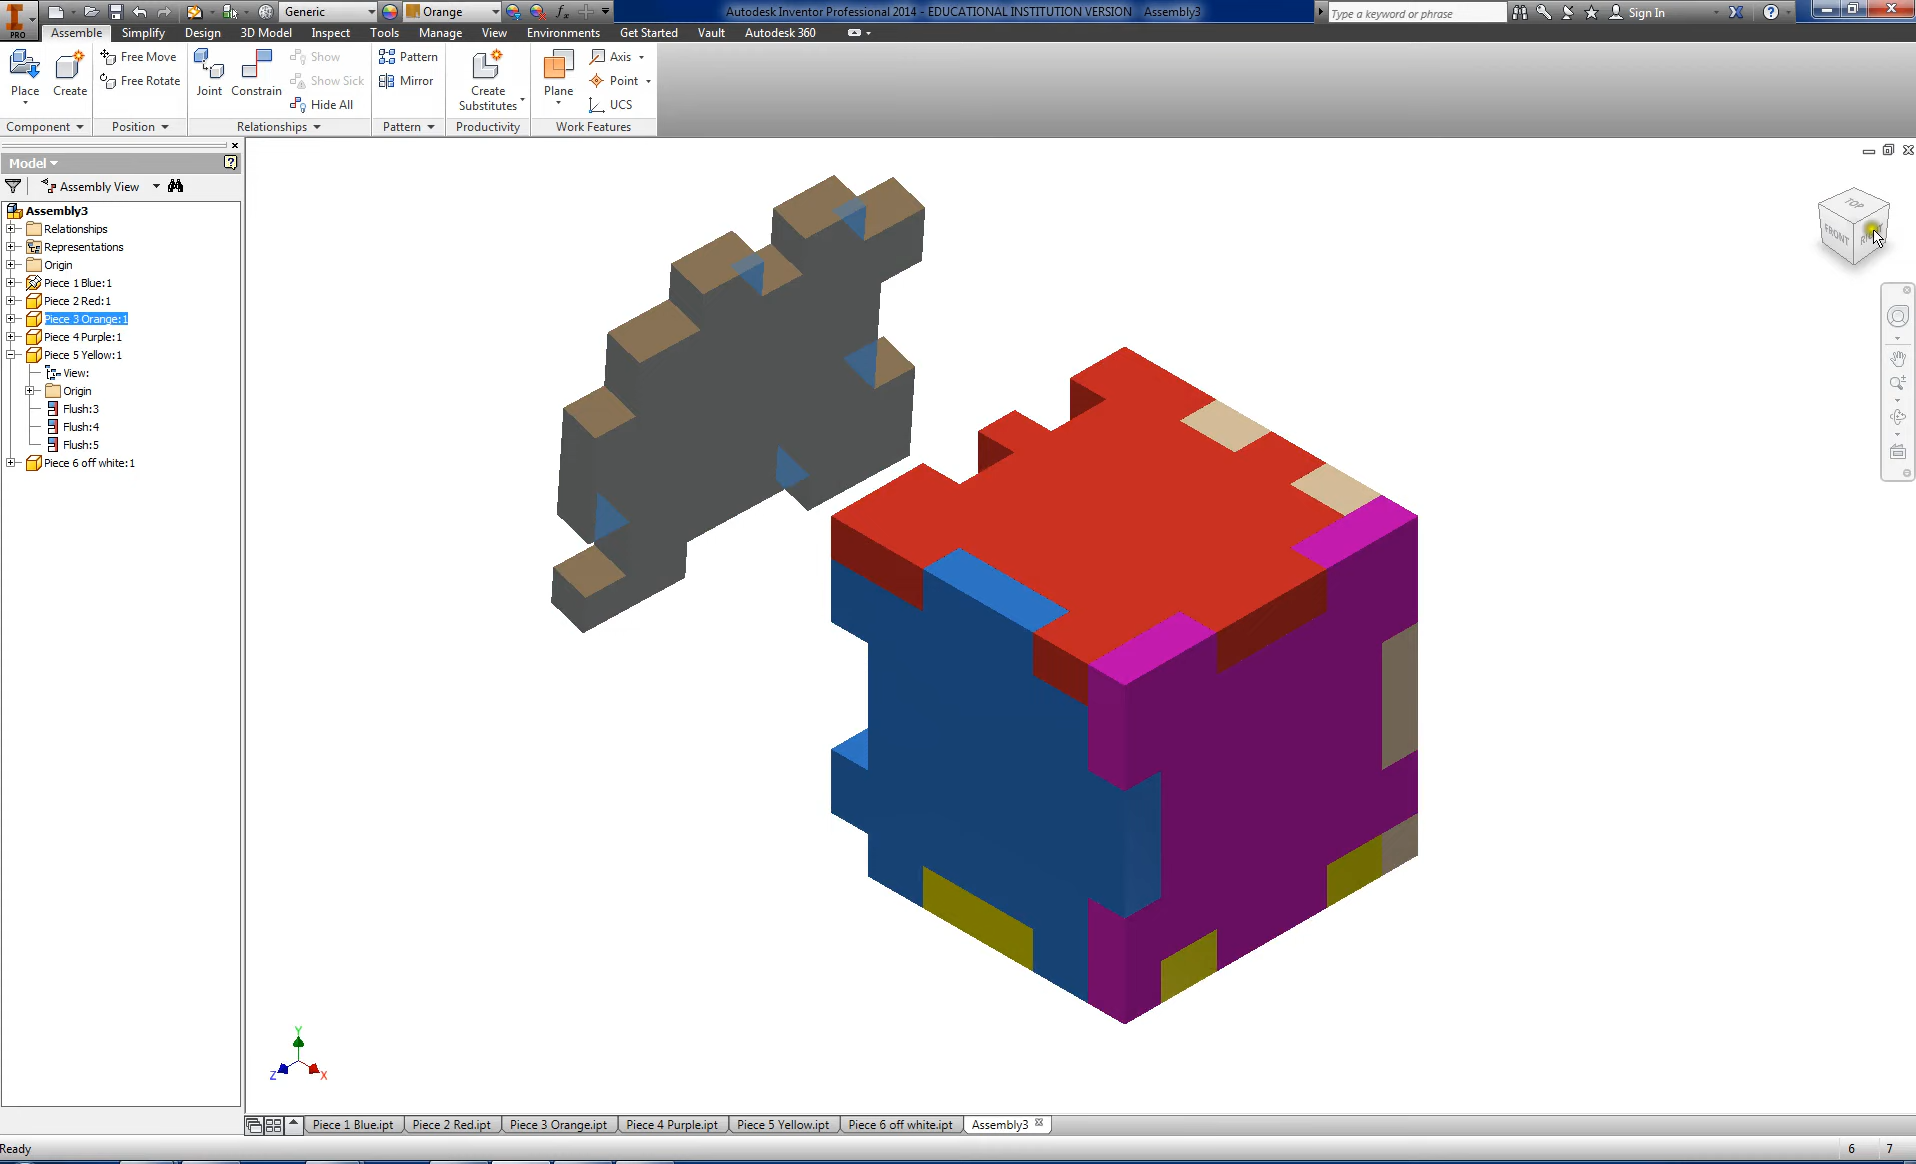 Generic
Orange
Autodesk Inventor Professional 2014 - EDUCATIONAL INSTITUTION VERSION Assembly3
Type a keyword or phrase
Sign In
PRO
Assemble Simplify Design 3D Model Inspect Tools Manage View Environments Get Started Vault Autodesk 360
Place
Create
Free Move
Free Rotate
Joint
Constrain
Show
Show Sick
Hide All
Pattern
Mirror
Create Substitutes
Plane
Axis
Point
UCS
Component Position Relationships Pattern Productivity Work Features
Model
Assembly View
Assembly3
Relationships
Representations
Origin
Piece 1 Blue:1
Piece 2 Red:1
Piece 3 Orange:1
Piece 4 Purple:1
Piece 5 Yellow:1
View:
Origin
Flush:3
Flush:4
Flush:5
Piece 6 off white:1
TOP
FRONT
Y
Z
X
Piece 1 Blue.ipt Piece 2 Red.ipt Piece 3 Orange.ipt Piece 4 Purple.ipt Piece 5 Yellow.ipt Piece 6 off white.ipt Assembly3
Ready
6 7